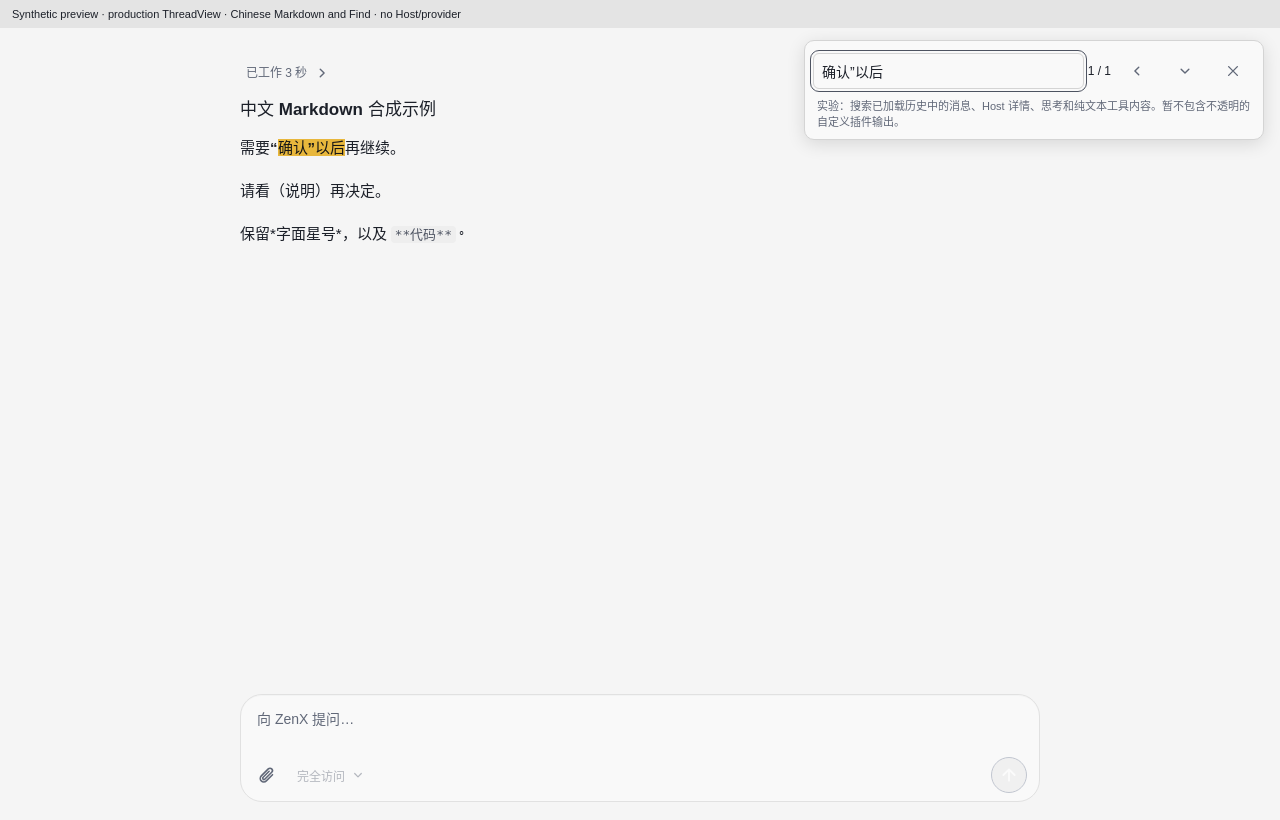 Synthetic preview · production ThreadView · Chinese Markdown and Find · no Host/provider
确认”以后
1 / 1
实验：搜索已加载历史中的消息、Host 详情、思考和纯文本工具内容。暂不包含不透明的
自定义插件输出。
已工作 3 秒
中文 Markdown 合成示例
需要“确认”以后再继续。
请看（说明）再决定。
保留*字面星号*，以及 **代码** 。
向 ZenX 提问…
完全访问